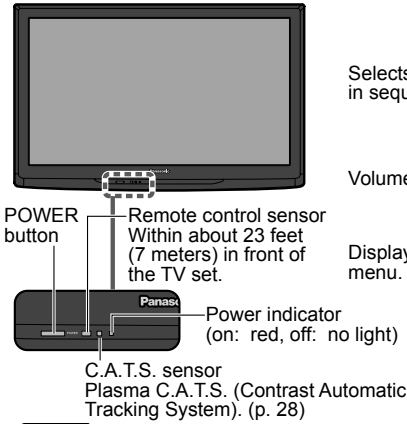 Panasonic
Selects
in sequ
Volume
Display
menu.
POWER
button
Remote control sensor
Within about 23 feet
(7 meters) in front of
the TV set.
Panaso
Power indicator
(on: red, off: no light)
C.A.T.S. sensor
Plasma C.A.T.S. (Contrast Automatic
Tracking System). (p. 28)